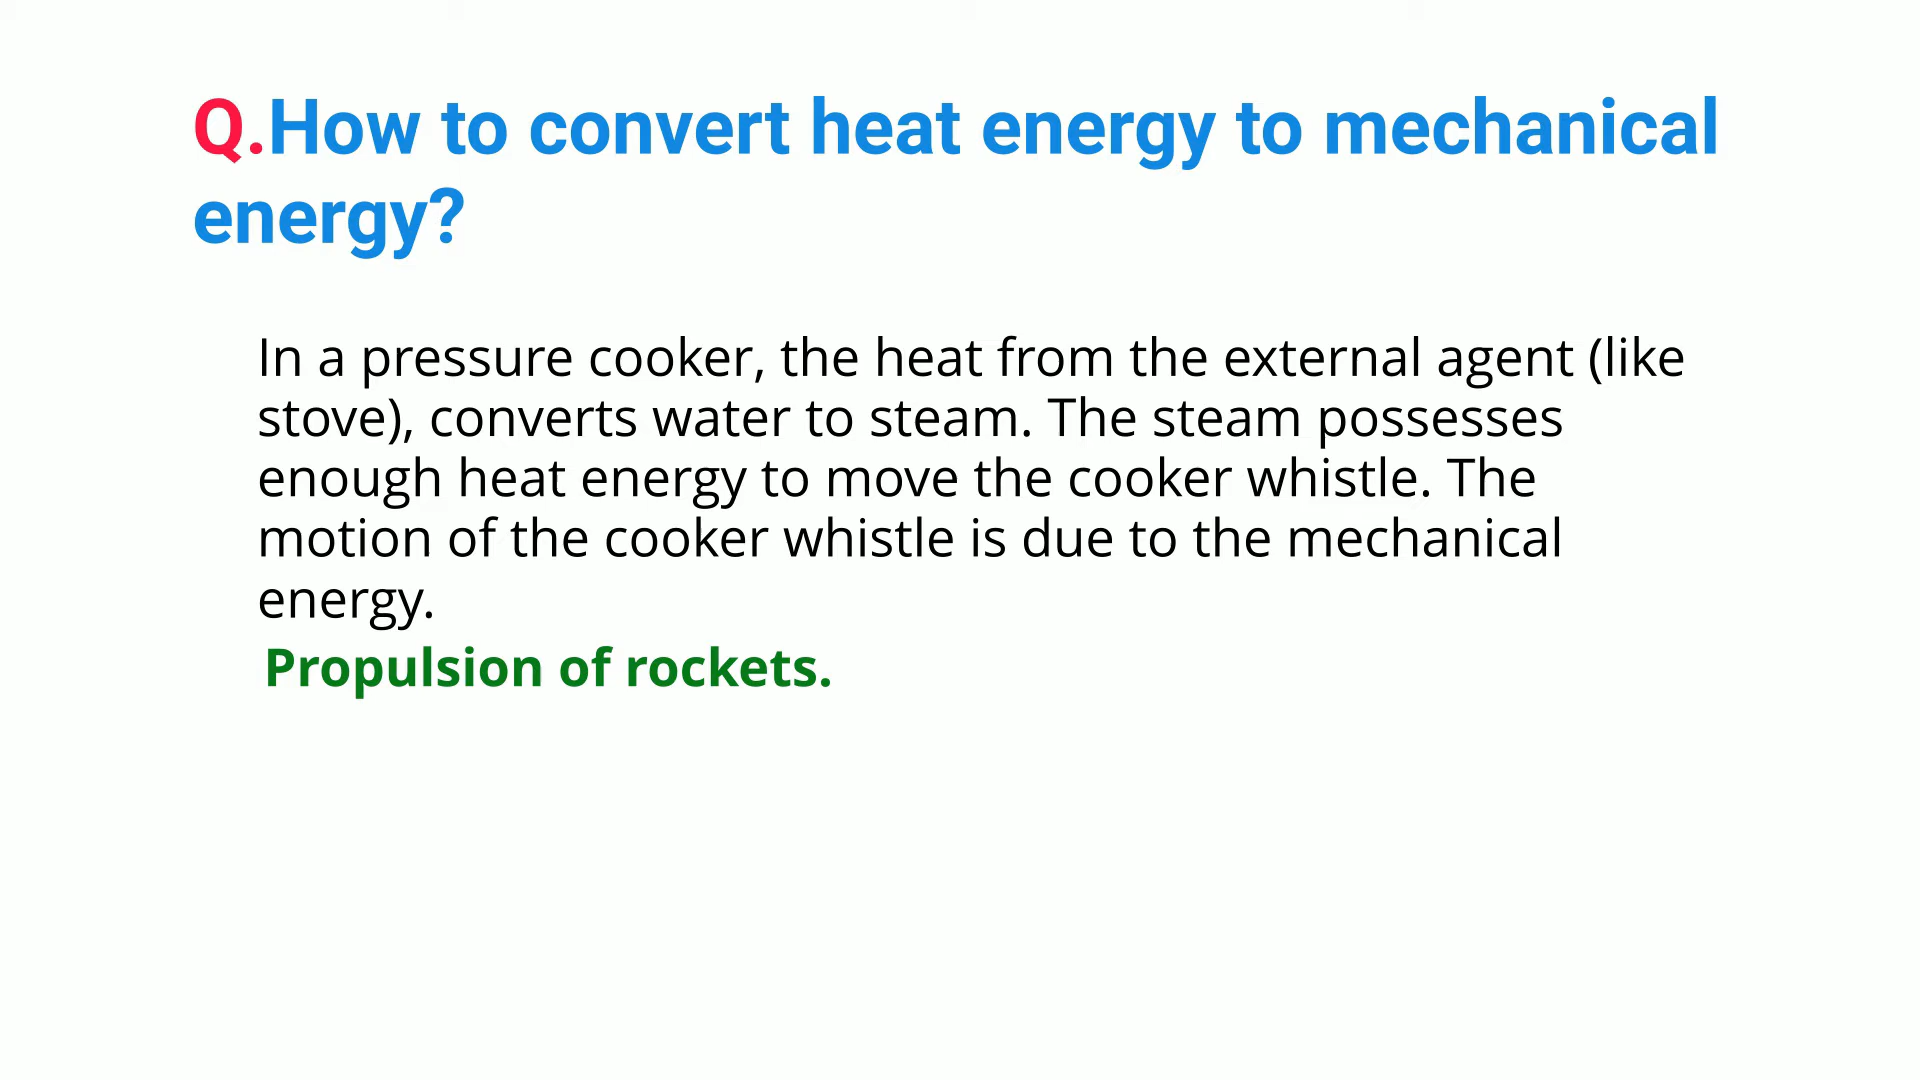 Q.How to convert heat energy to mechanical
energy?
In a pressure cooker, the heat from the external agent (like
stove), converts water to steam. The steam possesses
enough heat energy to move the cooker whistle. The
motion of the cooker whistle is due to the mechanical
energy.
Propulsion of rockets.